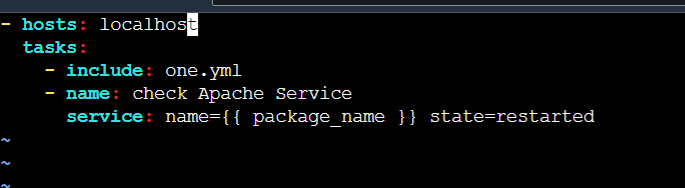 - hosts: localhost
  tasks:
    - include: one.yml
    - name: check Apache Service
      service: name={{ package_name }} state=restarted
~
~
~